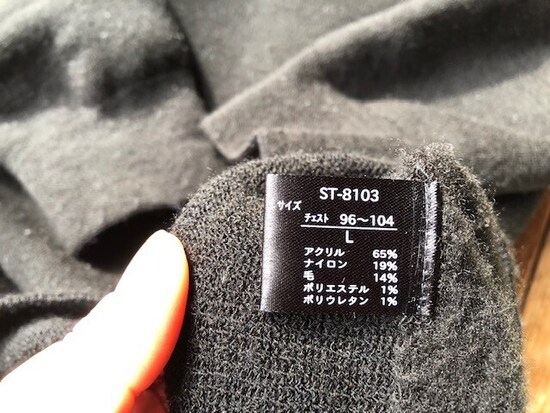 ST-8103
サイズ
チェスト 96〜104
L
アクリル 65%
ナイロン 19%
毛 14%
ポリエステル 1%
ポリウレタン 1%